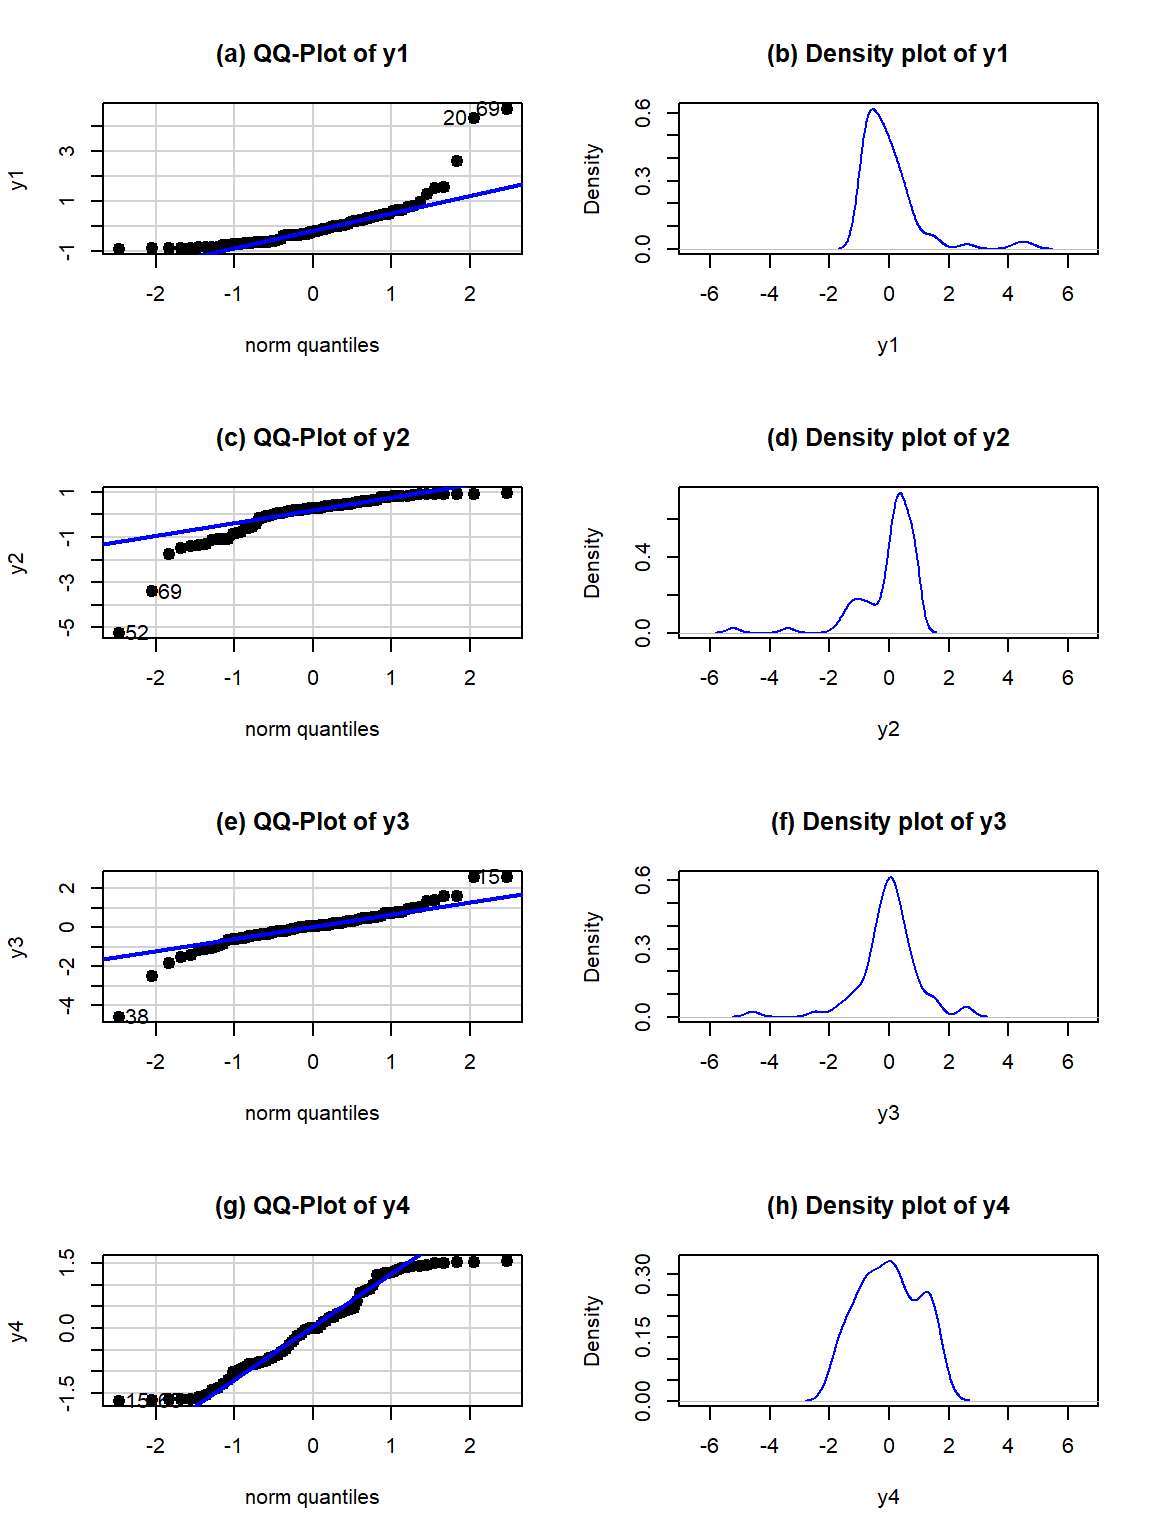 (a) QQ-Plot of y1
y1
-1 1 3
20 69
-2 -1 0 1 2
norm quantiles
(b) Density plot of y1
Density
0.0 0.3 0.6
-6 -4 -2 0 2 4 6
y1
(c) QQ-Plot of y2
y2
-5 -3 -1 1
69
52
-2 -1 0 1 2
norm quantiles
(d) Density plot of y2
Density
0.0 0.4
-6 -4 -2 0 2 4 6
y2
(e) QQ-Plot of y3
y3
-4 -2 0 2
15
38
-2 -1 0 1 2
norm quantiles
(f) Density plot of y3
Density
0.0 0.3 0.6
-6 -4 -2 0 2 4 6
y3
(g) QQ-Plot of y4
y4
-1.5 0.0 1.5
15
-2 -1 0 1 2
norm quantiles
(h) Density plot of y4
Density
0.00 0.15 0.30
-6 -4 -2 0 2 4 6
y4